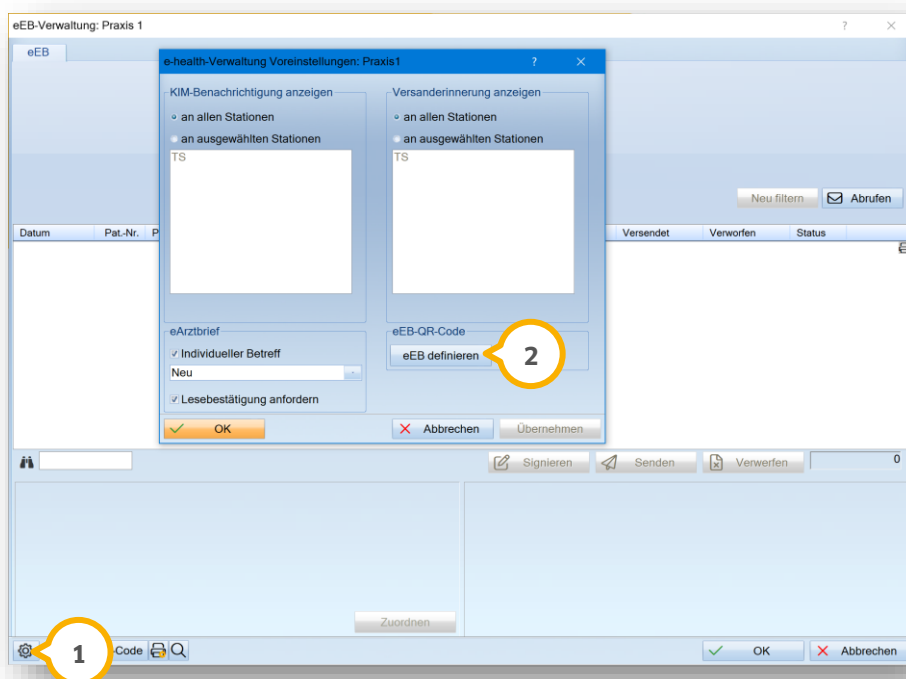 eEB-Verwaltung: Praxis 1
eEB
e-health-Verwaltung Voreinstellungen: Praxis1
KIM-Benachrichtigung anzeigen
an allen Stationen
an ausgewählten Stationen
TS
Versanderinnerung anzeigen
an allen Stationen
an ausgewählten Stationen
TS
Neu filtern
Abrufen
Datum Pat.-Nr. P Versendet Verworfen Status
eArztbrief
Individueller Betreff
Neu
Lesebestätigung anfordern
eEB-QR-Code
eEB definieren
2
OK Abbrechen Übernehmen
Signieren Senden Verwerfen 0
Zuordnen
1
-Code
OK Abbrechen